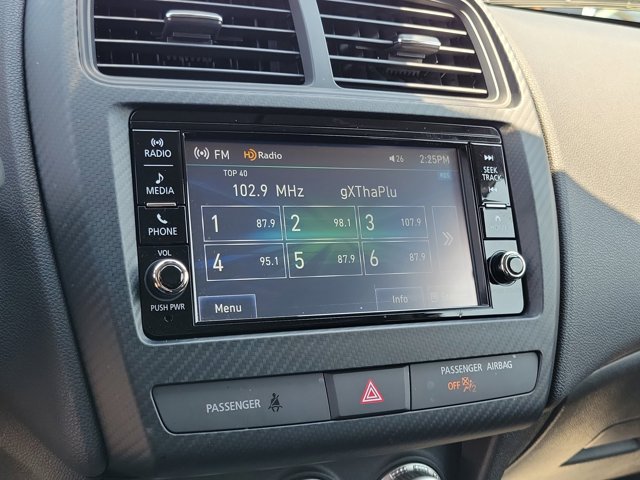 RADIO
MEDIA
PHONE
VOL
PUSH PWR
FM HD Radio 26 2:25PM
TOP 40
RDS
102.9 MHz gXThaPlu
1 87.9 2 98.1 3 107.9
4 95.1 5 87.9 6 87.9
Menu Info
SEEK
TRACK
PASSENGER
PASSENGER AIRBAG
OFF